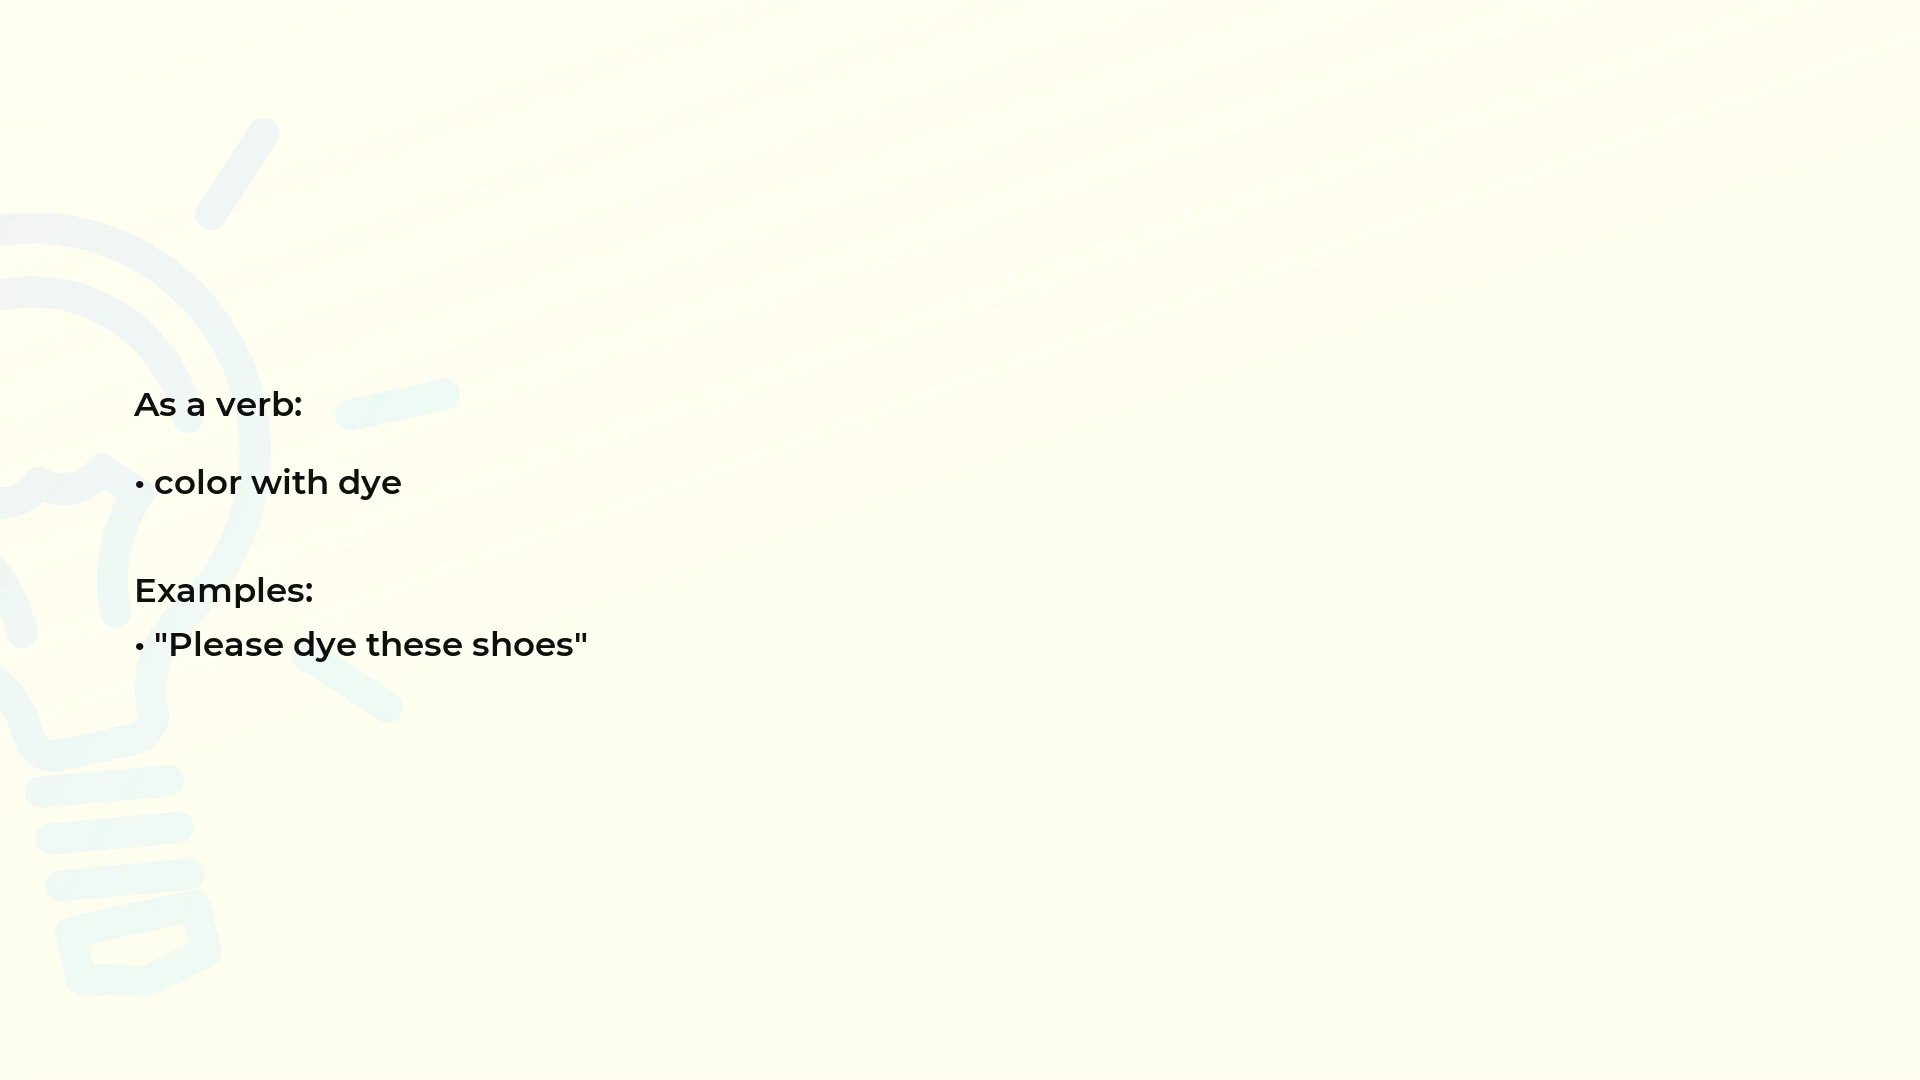 As a verb:
• color with dye
Examples:
• "Please dye these shoes"